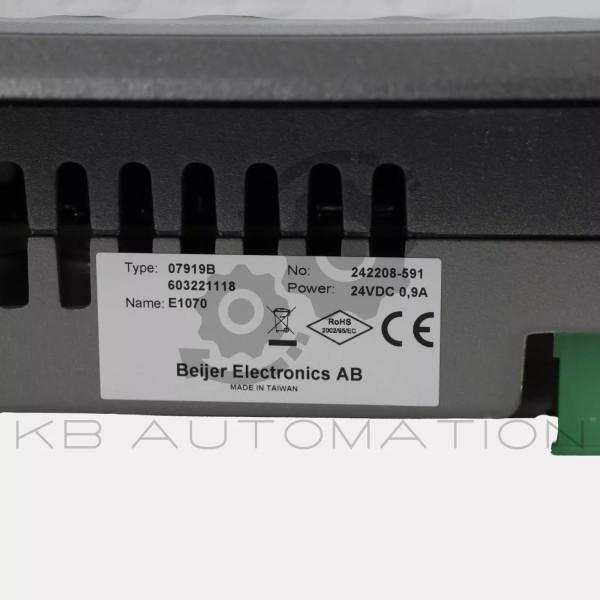 Type: 07919B No: 242208-591
603221118 Power: 24VDC 0,9A
Name: E1070
RoHS
2002/95/EC
Beijer Electronics AB
MADE IN TAIWAN
KB AUTOMATION